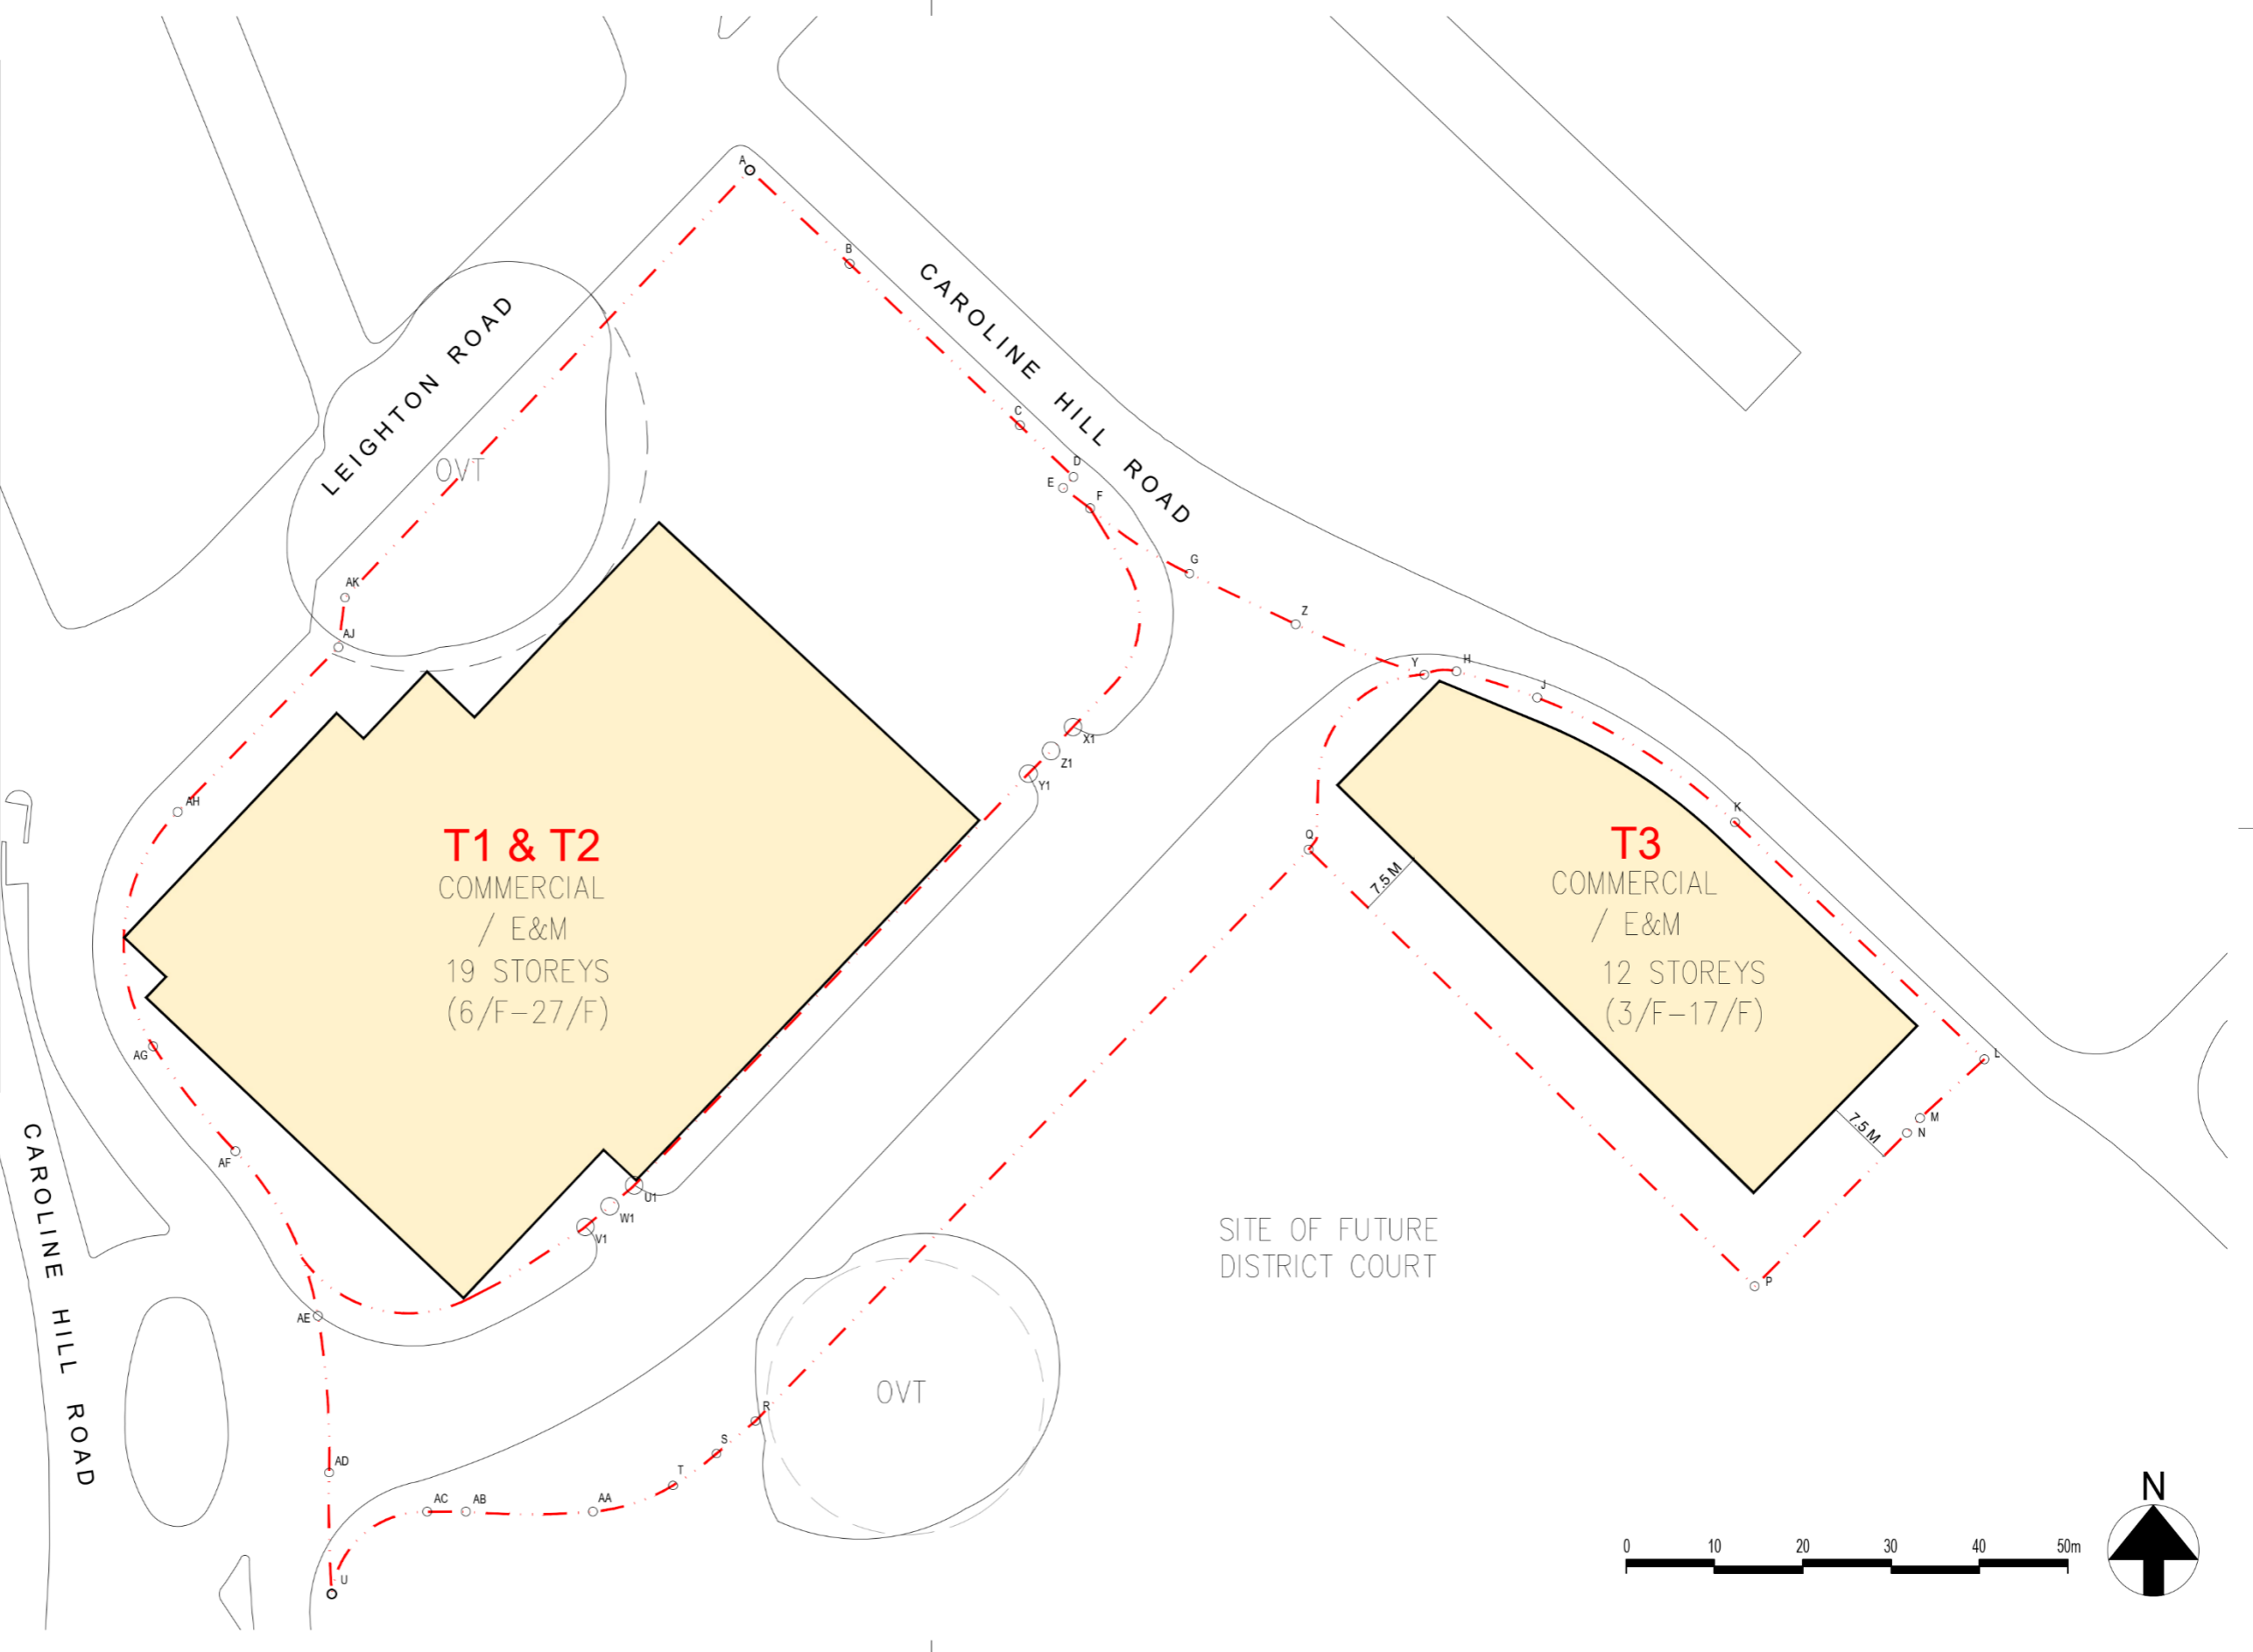 A
B
CAROLINE HILL ROAD
LEIGHTON ROAD
OVT
C
D
E
F
G
AK
Z
AJ
Y
H
J
X1
Z1
Y1
AH
K
Q
T1 & T2
COMMERCIAL
/ E&M
19 STOREYS
(6/F-27/F)
7.5 M
T3
COMMERCIAL
/ E&M
12 STOREYS
(3/F-17/F)
AG
L
M
N
7.5 M
AF
CAROLINE HILL ROAD
U1
W1
V1
SITE OF FUTURE
DISTRICT COURT
P
AE
OVT
R
S
T
AD
AC
AB
AA
U
N
0 10 20 30 40 50m